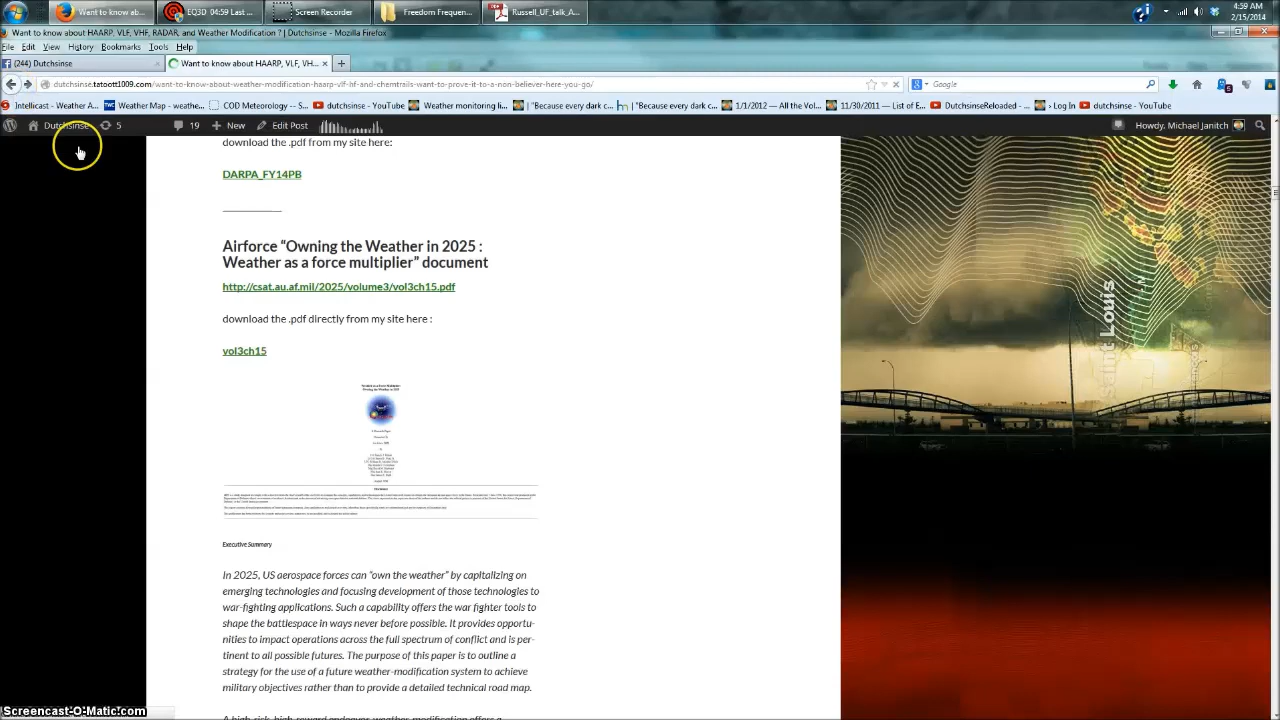 Want to know ab...
EQ3D 04:59 Last ...
Screen Recorder
Freedom Frequen...
Russell_UF_talk_A...
4:59 AM
2/15/2014
Want to know about HAARP, VLF, VHF, RADAR, and Weather Modification ? | Dutchsinse - Mozilla Firefox
File Edit View History Bookmarks Tools Help
(244) Dutchsinse
Want to know about HAARP, VLF, VH...
dutchsinse.tatoott1009.com/want-to-know-about-weather-modification-haarp-vlf-hf-and-chemtrails-want-to-prove-it-to-a-non-believer-here-you-go/
Google
Intellicast - Weather A...
Weather Map - weathe...
COD Meteorology -- S...
dutchsinse - YouTube
Weather monitoring li...
"Because every dark c...
"Because every dark c...
1/1/2012 — All the Vol...
11/30/2011 — List of E...
DutchsinseReloaded - ...
› Log In
dutchsinse - YouTube
Dutchsinse 5 19 + New Edit Post
Howdy, Michael Janitch
download the .pdf from my site here:
DARPA_FY14PB
Airforce “Owning the Weather in 2025 :
Weather as a force multiplier” document
http://csat.au.af.mil/2025/volume3/vol3ch15.pdf
download the .pdf directly from my site here :
vol3ch15
Executive Summary
In 2025, US aerospace forces can “own the weather” by capitalizing on
emerging technologies and focusing development of those technologies to
war-fighting applications. Such a capability offers the war fighter tools to
shape the battlespace in ways never before possible. It provides opportu-
nities to impact operations across the full spectrum of conflict and is per-
tinent to all possible futures. The purpose of this paper is to outline a
strategy for the use of a future weather-modification system to achieve
military objectives rather than to provide a detailed technical road map.
A high-risk, high-reward endeavor, weather-modification offers a
Screencast-O-Matic.com